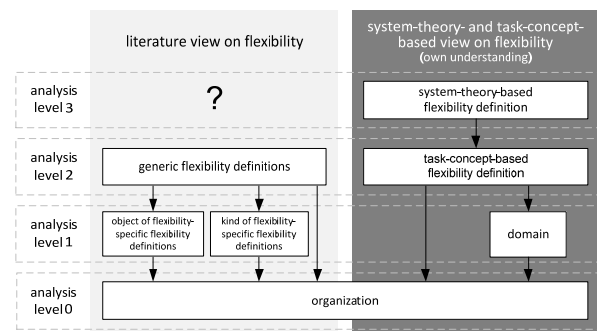 literature view on flexibility
system-theory- and task-concept-
based view on flexibility
(own understanding)
analysis
level 3
?
system-theory-based
flexibility definition
analysis
level 2
generic flexibility definitions
task-concept-based
flexibility definition
analysis
level 1
object of flexibility-
specific flexibility
definitions
kind of flexibility-
specific flexibility
definitions
domain
analysis
level 0
organization